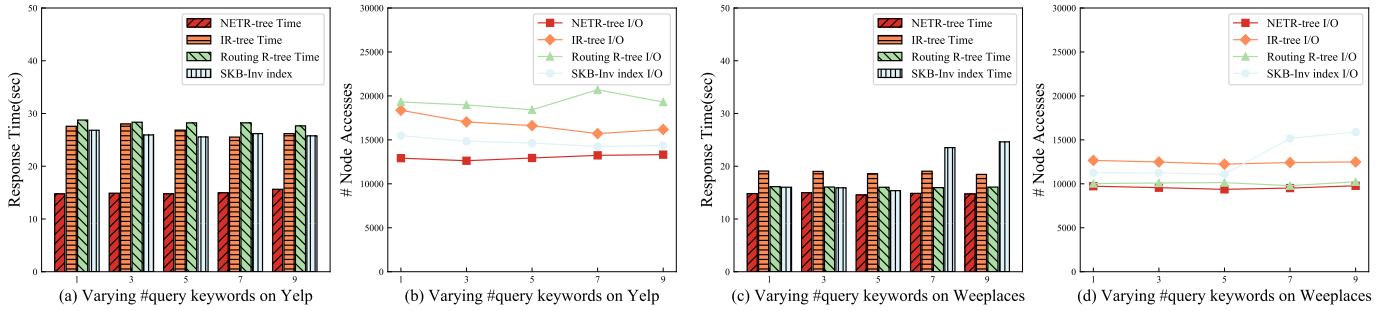 50
40
30
20
10
0
Response Time(sec)
NETR-tree Time
IR-tree Time
Routing R-tree Time
SKB-Inv index
1 3 5 7 9
(a) Varying #query keywords on Yelp
30000
25000
20000
15000
10000
5000
0
# Node Accesses
NETR-tree I/O
IR-tree I/O
Routing R-tree I/O
SKB-Inv index I/O
1 3 5 7 9
(b) Varying #query keywords on Yelp
50
40
30
20
10
0
Response Time(sec)
NETR-tree Time
IR-tree Time
Routing R-tree Time
SKB-Inv index Time
1 3 5 7 9
(c) Varying #query keywords on Weeplaces
30000
25000
20000
15000
10000
5000
0
# Node Accesses
NETR-tree I/O
IR-tree I/O
Routing R-tree I/O
SKB-Inv index I/O
1 3 5 7 9
(d) Varying #query keywords on Weeplaces